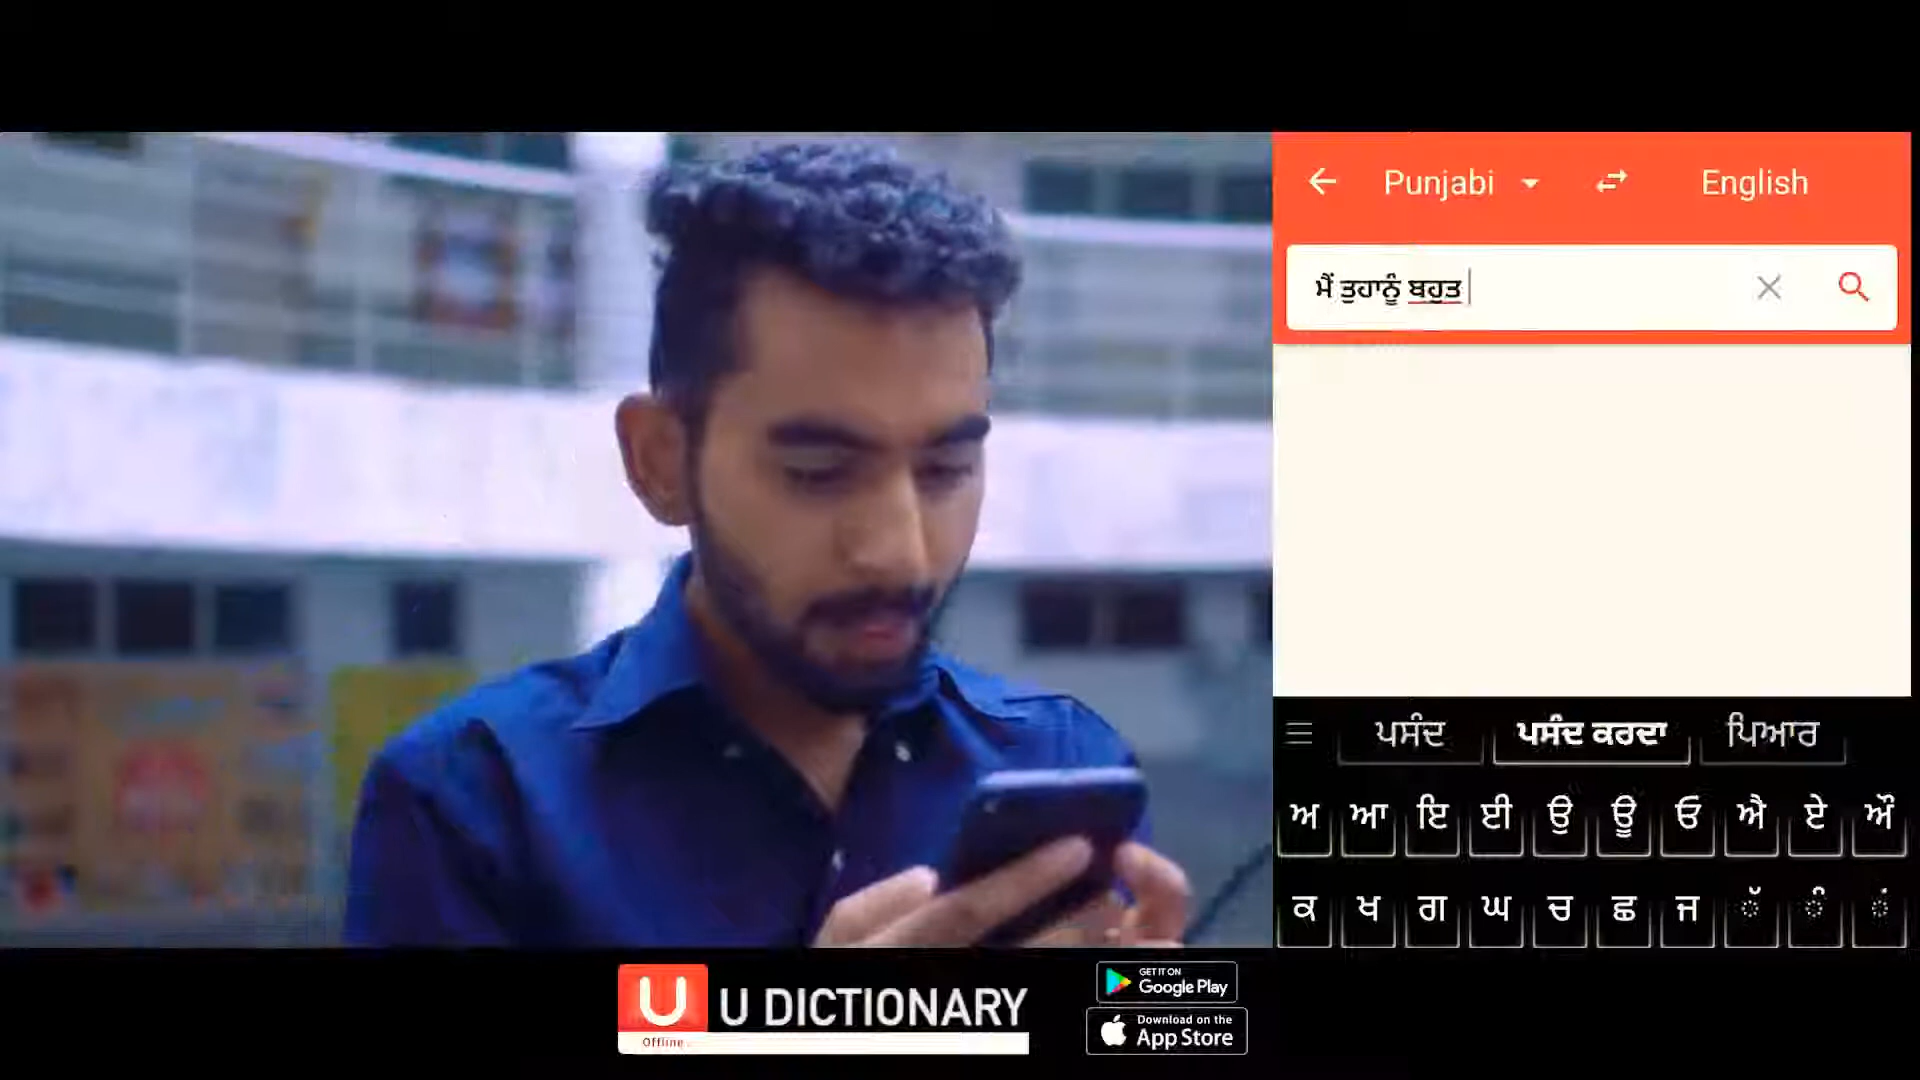 Punjabi English
ਮੈਂ ਤੁਹਾਨੂੰ ਬਹੁਤ
ਪਸੰਦ ਪਸੰਦ ਕਰਦਾ ਪਿਆਰ
ਅ ਆ ਇ ਈ ਉ ਊ ਓ ਐ ਏ ਔ
ਕ ਖ ਗ ਘ ਚ ਛ ਜ ੱ ੰ ਂ
U U DICTIONARY
Offline
GET IT ON
Google Play
Download on the
App Store